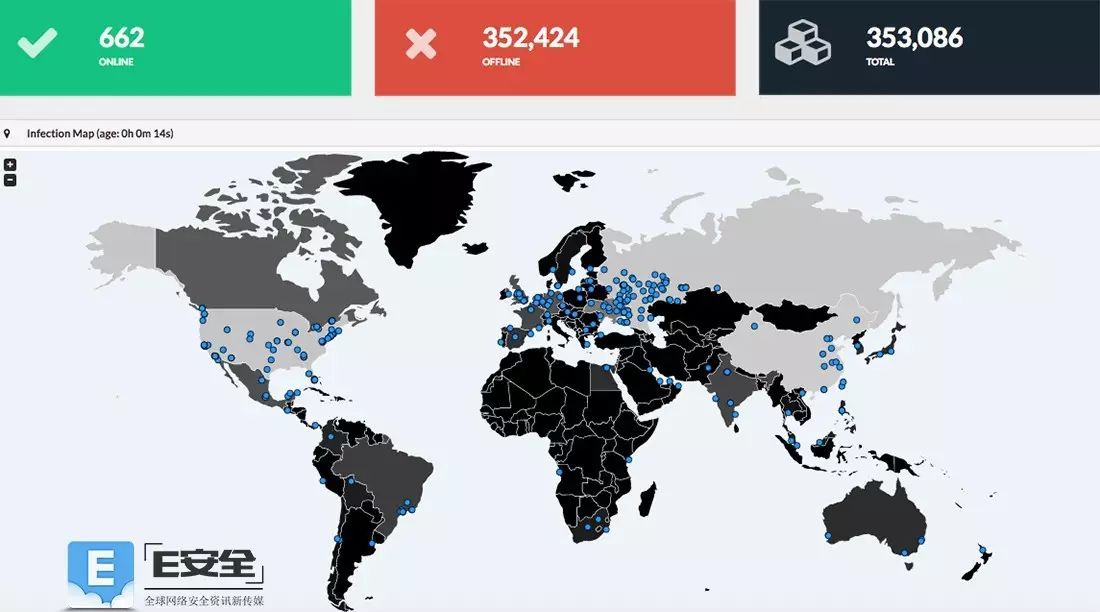 662
ONLINE
352,424
OFFLINE
353,086
TOTAL
Infection Map (age: 0h 0m 14s)
+
-
E
E安全
全球网络安全资讯新传媒